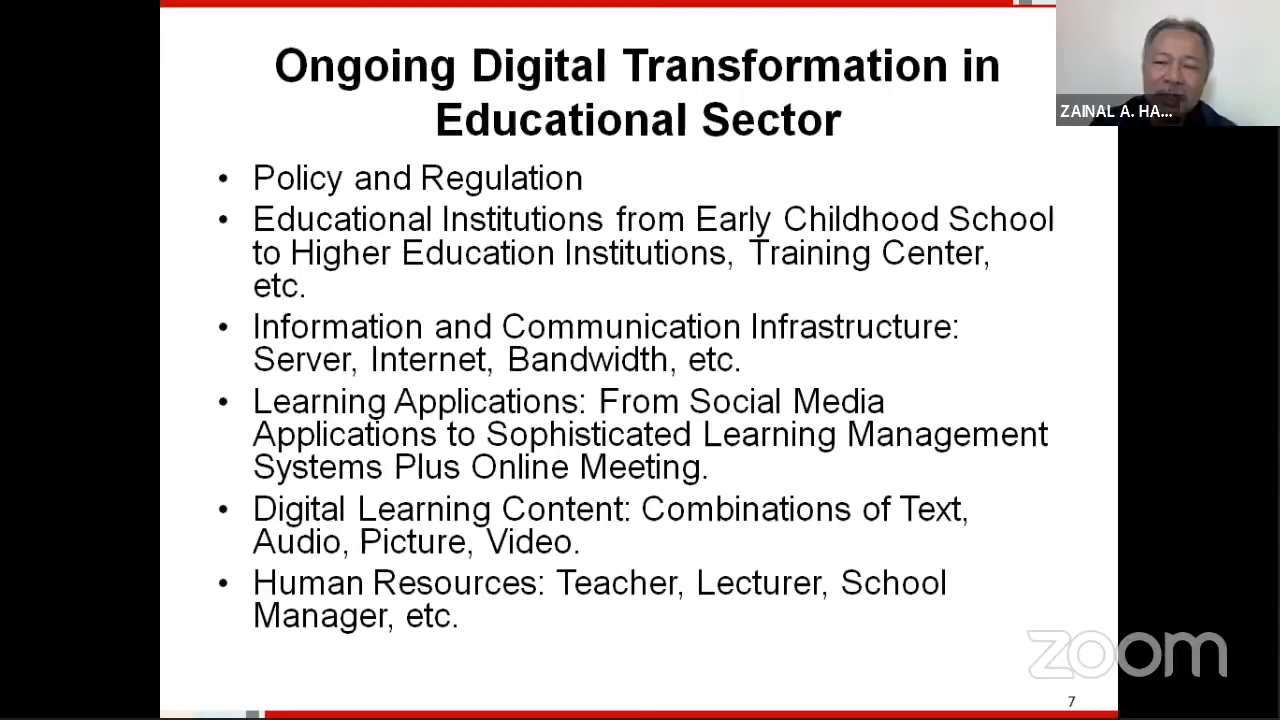 Ongoing Digital Transformation in
Educational Sector
ZAINAL A. HA...
• Policy and Regulation
• Educational Institutions from Early Childhood School
to Higher Education Institutions, Training Center,
etc.
• Information and Communication Infrastructure:
Server, Internet, Bandwidth, etc.
• Learning Applications: From Social Media
Applications to Sophisticated Learning Management
Systems Plus Online Meeting.
• Digital Learning Content: Combinations of Text,
Audio, Picture, Video.
• Human Resources: Teacher, Lecturer, School
Manager, etc.
zoom
7